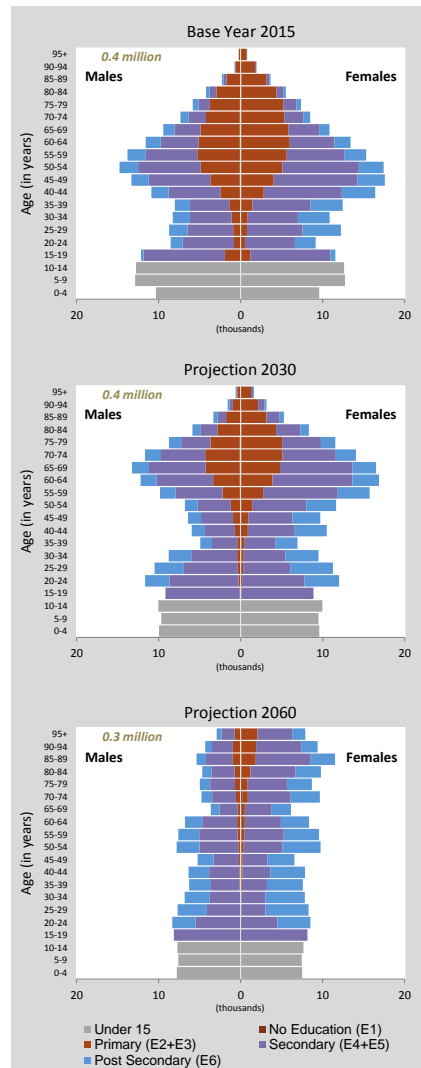 Base Year 2015
0.4 million
Males
Females
Age (in years)
95+
90-94
85-89
80-84
75-79
70-74
65-69
60-64
55-59
50-54
45-49
40-44
35-39
30-34
25-29
20-24
15-19
10-14
5-9
0-4
20 10 0 10 20
(thousands)
Projection 2030
0.4 million
Males
Females
Age (in years)
95+
90-94
85-89
80-84
75-79
70-74
65-69
60-64
55-59
50-54
45-49
40-44
35-39
30-34
25-29
20-24
15-19
10-14
5-9
0-4
20 10 0 10 20
(thousands)
Projection 2060
0.3 million
Males
Females
Age (in years)
95+
90-94
85-89
80-84
75-79
70-74
65-69
60-64
55-59
50-54
45-49
40-44
35-39
30-34
25-29
20-24
15-19
10-14
5-9
0-4
20 10 0 10 20
(thousands)
Under 15 No Education (E1)
Primary (E2+E3) Secondary (E4+E5)
Post Secondary (E6)